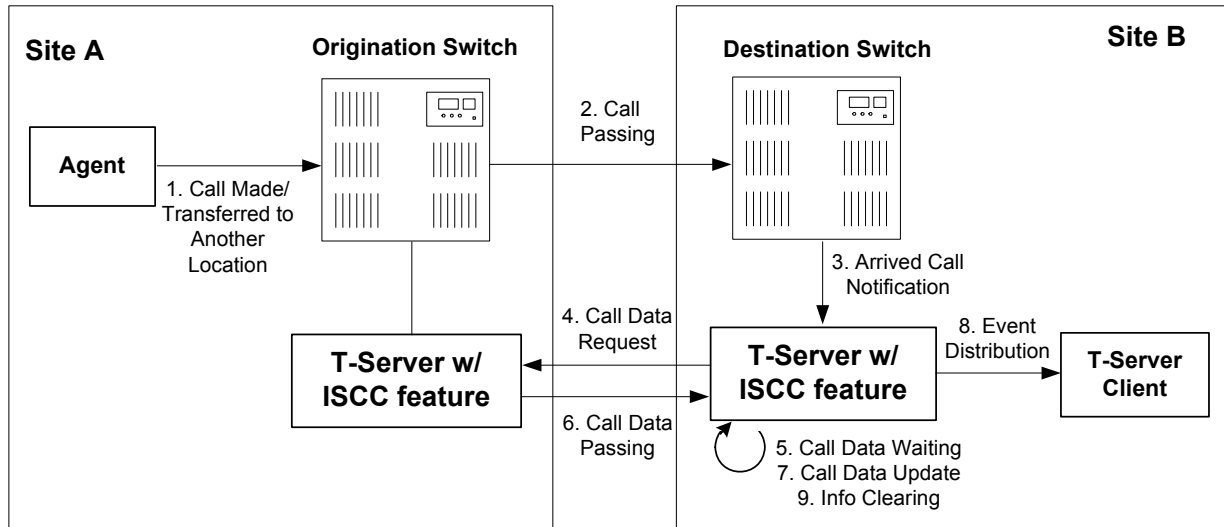 Site A
Origination Switch
Destination Switch
Site B
Agent
1. Call Made/
Transferred to
Another
Location
2. Call
Passing
3. Arrived Call
Notification
4. Call Data
Request
T-Server w/
ISCC feature
6. Call Data
Passing
T-Server w/
ISCC feature
8. Event
Distribution
T-Server
Client
5. Call Data Waiting
7. Call Data Update
9. Info Clearing